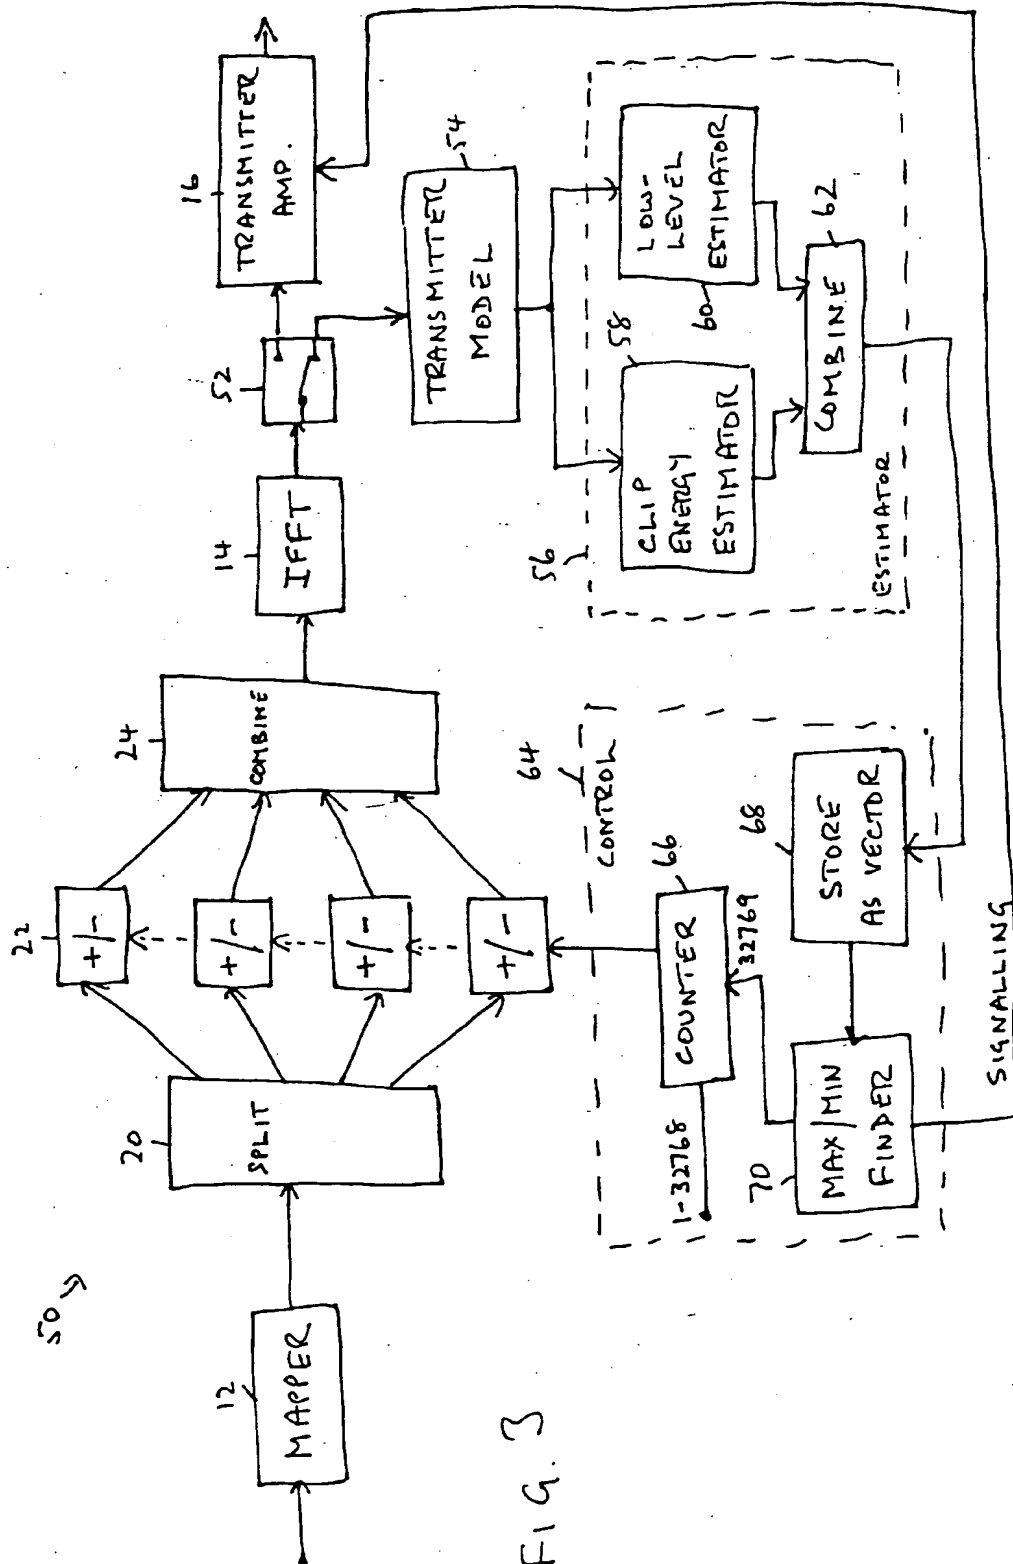 50
12
MAPPER
20
SPLIT
22
+/-
+/-
+/-
+/-
24
COMBINE
14
IFFT
52
16
TRANSMITTER
AMP.
54
TRANSMITTER
MODEL
56
58
CLIP
ENERGY
ESTIMATOR
60
LOW-
LEVEL
ESTIMATOR
62
COMBINE
ESTIMATOR
64
CONTROL
66
COUNTER
1-32768
32769
68
STORE
AS VECTOR
70
MAX/MIN
FINDER
SIGNALLING
FIG. 3